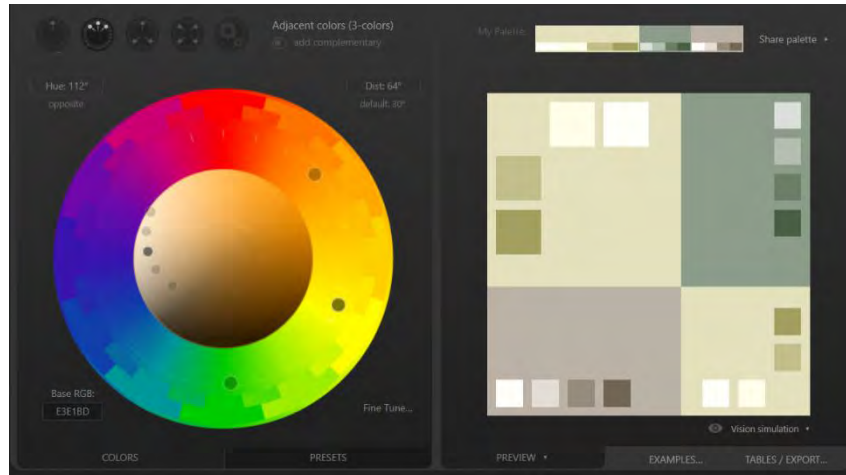 Adjacent colors (3-colors)
add complementary
Hue: 112°
opposite
Dist: 64°
default: 30°
Base RGB:
E3E1BD
Fine Tune...
COLORS
PRESETS
My Palette:
Share palette
Vision simulation
PREVIEW
EXAMPLES...
TABLES / EXPORT...